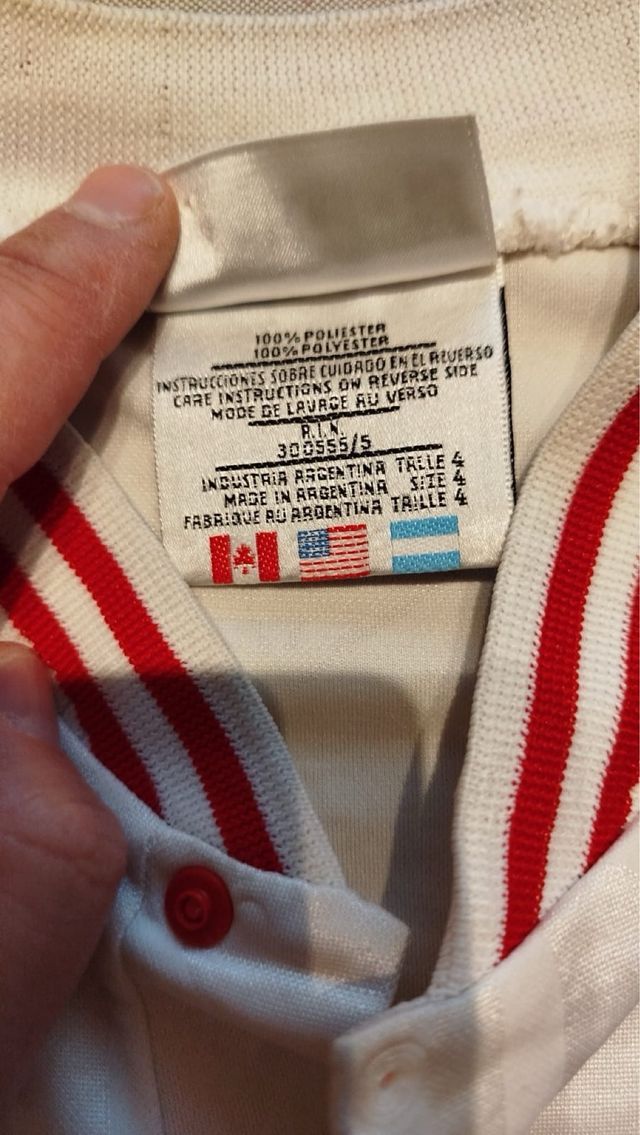 100% POLIESTER
100% POLYESTER
INSTRUCCIONES SOBRE CUIDADO EN EL REVERSO
CARE INSTRUCTIONS ON REVERSE SIDE
MODE DE LAVAGE AU VERSO
R.I.N.
300555/5
INDUSTRIA ARGENTINA TALLE 4
MADE IN ARGENTINA SIZE 4
FABRIQUE AU ARGENTINA TAILLE 4